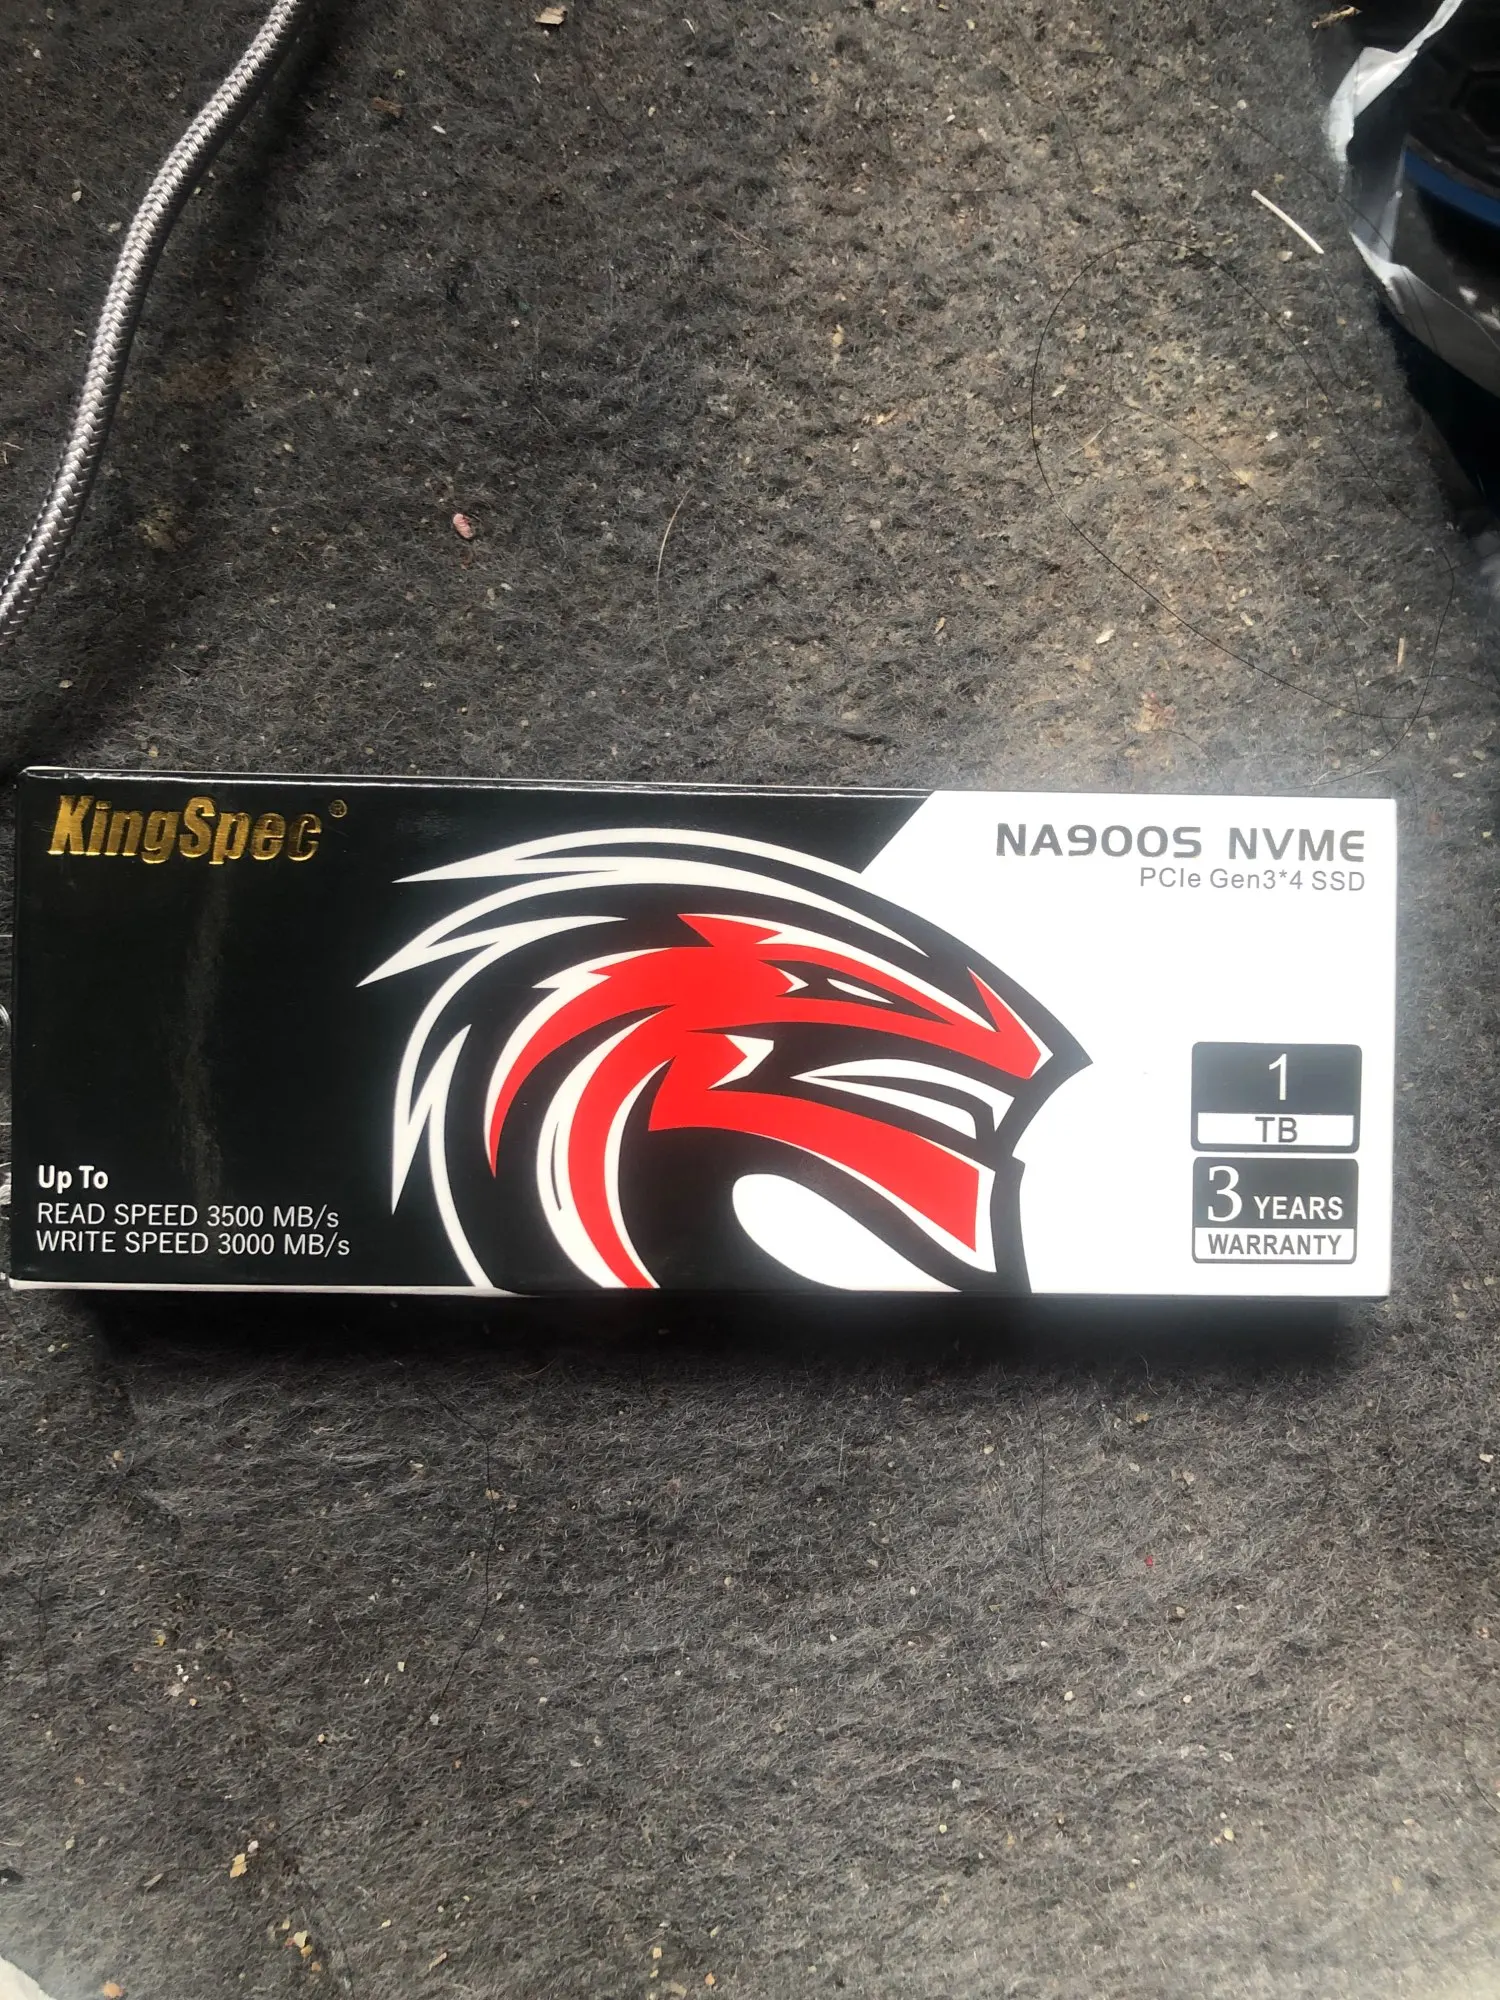 KingSpec®
NA900S NVME
PCIe Gen3*4 SSD
1
TB
3 YEARS
WARRANTY
Up To
READ SPEED 3500 MB/s
WRITE SPEED 3000 MB/s